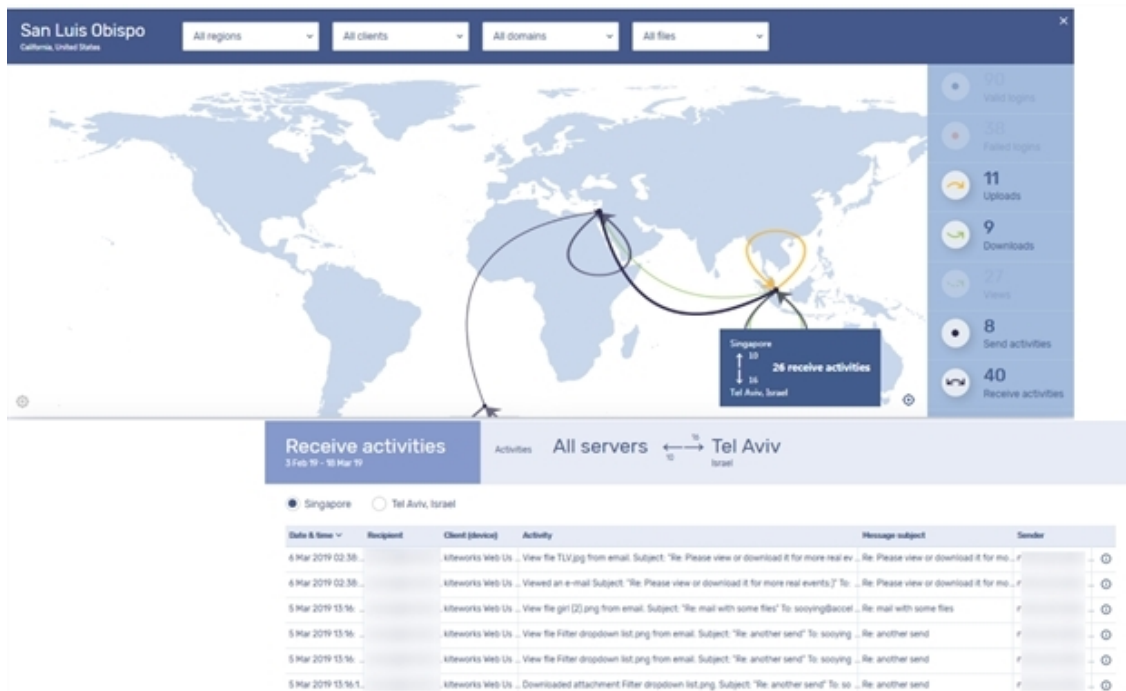 San Luis Obispo
California, United States
All regions
All clients
All domains
All files
90
Valid logins
38
Failed logins
11
Uploads
9
Downloads
27
Views
8
Send activities
40
Receive activities
Singapore
10
26 receive activities
16
Tel Aviv, Israel
Receive activities
3 Feb 19 - 18 Mar 19
Activities
All servers
16
10
Tel Aviv
Israel
Singapore
Tel Aviv, Israel
Date & time Recipient Client (device) Activity Message subject Sender
6 Mar 2019 02:38:... kiteworks Web Us... View file TLV.jpg from email. Subject: "Re: Please view or download it for more real ev... Re: Please view or download it for mo... r
6 Mar 2019 02:38:... kiteworks Web Us... Viewed an e-mail Subject: "Re: Please view or download it for more real events:)" To: ... Re: Please view or download it for mo... r
5 Mar 2019 13:16: ... kiteworks Web Us... View file girl (2).png from email. Subject: "Re: mail with some files" To: sooying@accel... Re: mail with some files r
5 Mar 2019 13:16: ... kiteworks Web Us... View file Filter dropdown list.png from email. Subject: "Re: another send" To: sooying ... Re: another send r
5 Mar 2019 13:16: ... kiteworks Web Us... View file Filter dropdown list.png from email. Subject: "Re: another send" To: sooying ... Re: another send r
5 Mar 2019 13:16:1... kiteworks Web Us... Downloaded attachment Filter dropdown list.png. Subject: "Re: another send" To: so ... Re: another send r